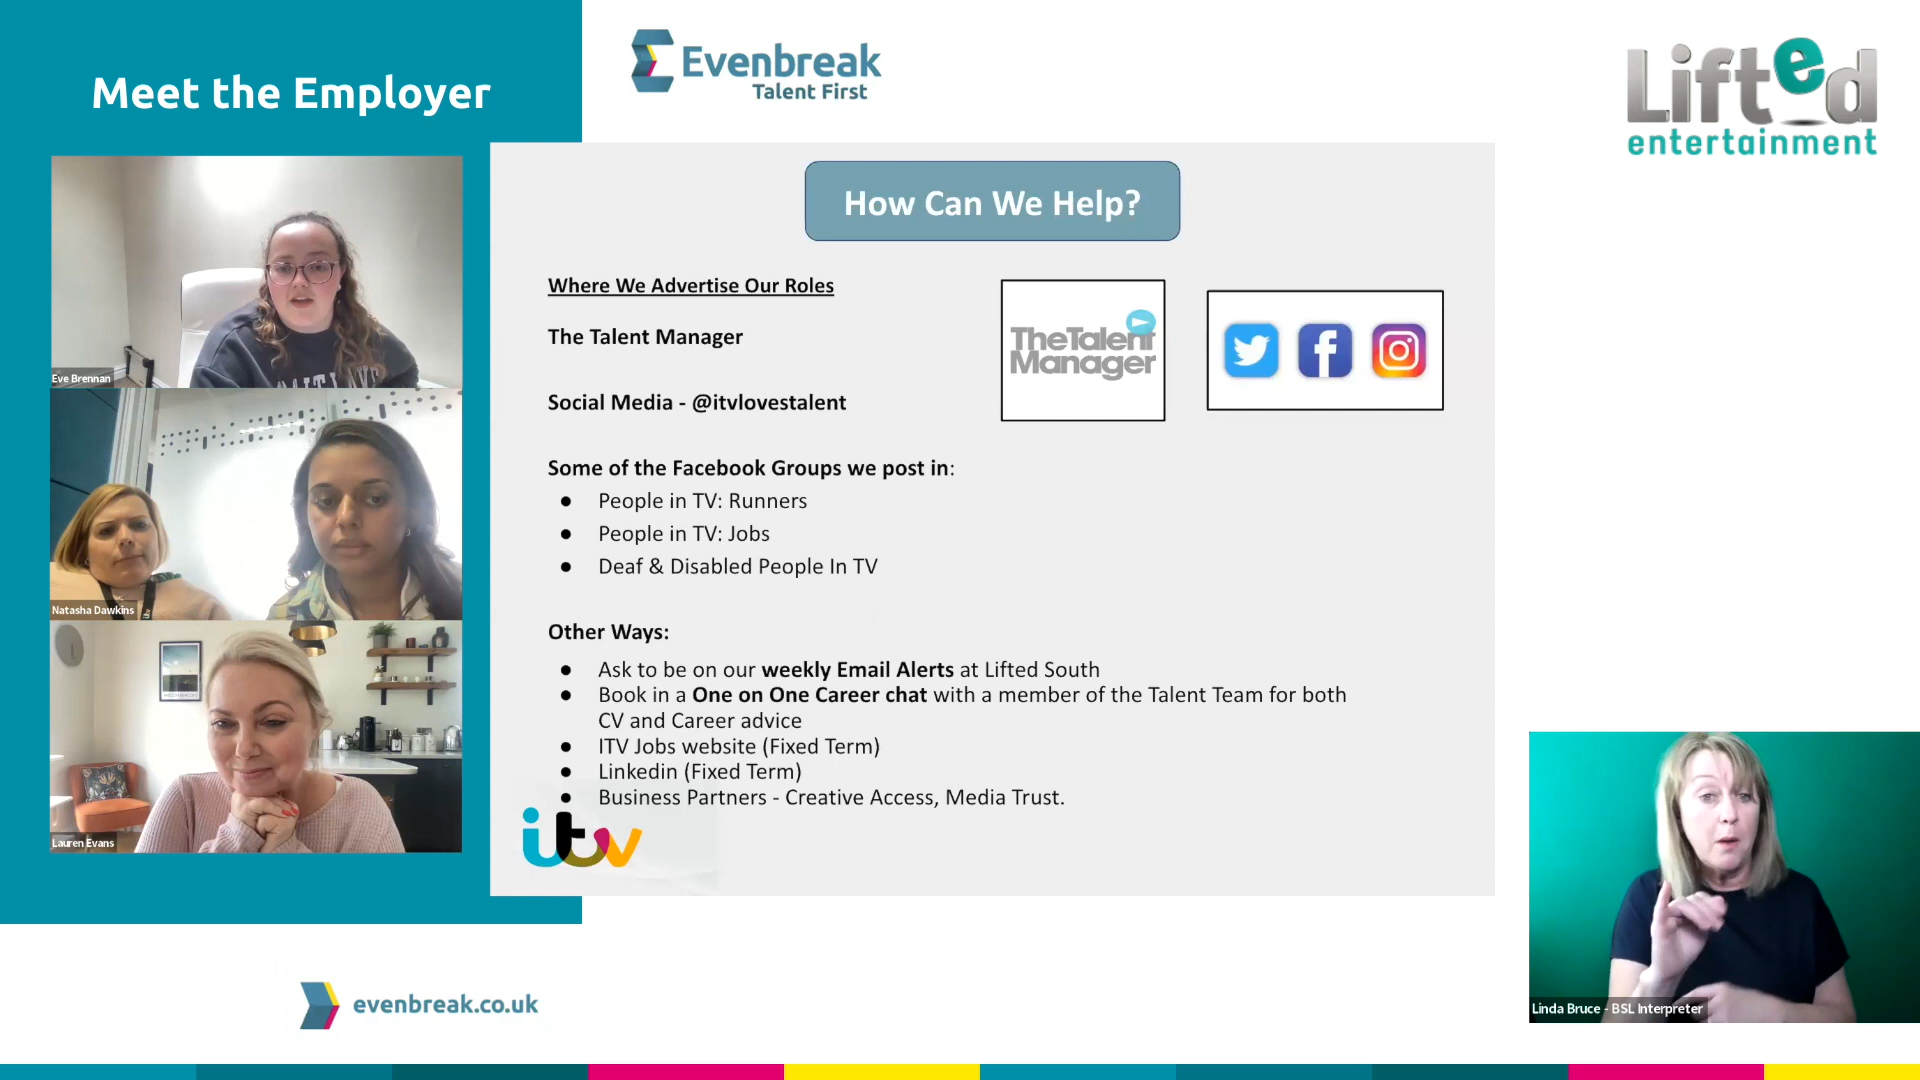 Meet the Employer
Evenbreak
Talent First
Lifted
entertainment
Eve Brennan
Natasha Dawkins
itv
Lauren Evans
How Can We Help?
Where We Advertise Our Roles
The Talent Manager
TheTalent
Manager
Social Media - @itvlovestalent
Some of the Facebook Groups we post in:
● People in TV: Runners
● People in TV: Jobs
● Deaf & Disabled People In TV
Other Ways:
● Ask to be on our weekly Email Alerts at Lifted South
● Book in a One on One Career chat with a member of the Talent Team for both
CV and Career advice
● ITV Jobs website (Fixed Term)
● Linkedin (Fixed Term)
● Business Partners - Creative Access, Media Trust.
itv
Linda Bruce - BSL Interpreter
evenbreak.co.uk